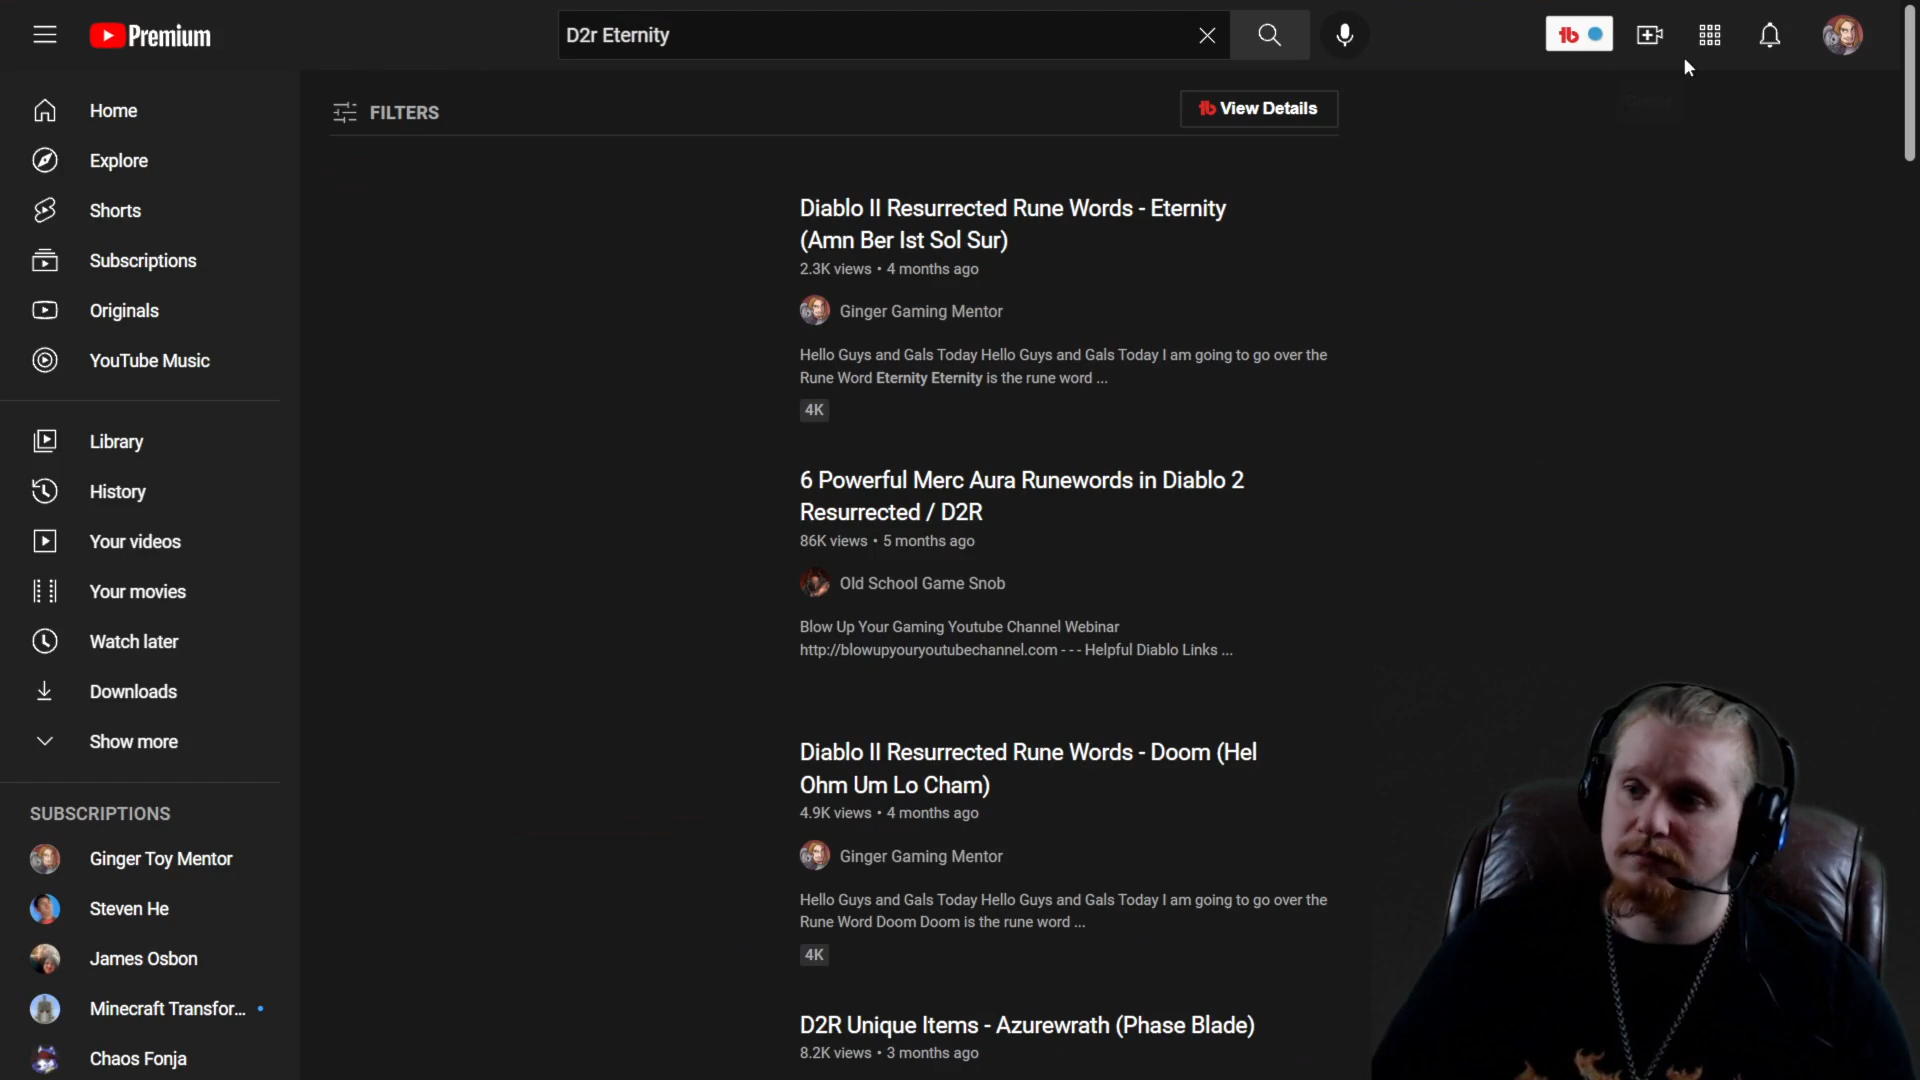 Premium
D2r Eternity
Home
Explore
Shorts
Subscriptions
Originals
YouTube Music
Library
History
Your videos
Your movies
Watch later
Downloads
Show more
SUBSCRIPTIONS
Ginger Toy Mentor
Steven He
James Osbon
Minecraft Transfor...
Chaos Fonja
FILTERS
tb View Details
Diablo II Resurrected Rune Words - Eternity
(Amn Ber Ist Sol Sur)
2.3K views • 4 months ago
Ginger Gaming Mentor
Hello Guys and Gals Today Hello Guys and Gals Today I am going to go over the
Rune Word Eternity Eternity is the rune word ...
4K
6 Powerful Merc Aura Runewords in Diablo 2
Resurrected / D2R
86K views • 5 months ago
Old School Game Snob
Blow Up Your Gaming Youtube Channel Webinar
http://blowupyouryoutubechannel.com - - - Helpful Diablo Links ...
Diablo II Resurrected Rune Words - Doom (Hel
Ohm Um Lo Cham)
4.9K views • 4 months ago
Ginger Gaming Mentor
Hello Guys and Gals Today Hello Guys and Gals Today I am going to go over the
Rune Word Doom Doom is the rune word ...
4K
D2R Unique Items - Azurewrath (Phase Blade)
8.2K views • 3 months ago
tb